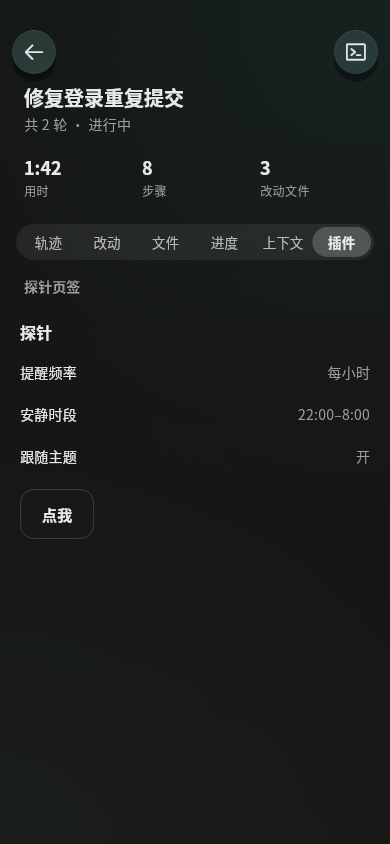 修复登录重复提交
共 2 轮 · 进行中
1:42 8 3
用时 步骤 改动文件
轨迹 改动 文件 进度 上下文 插件
探针页签
探针
提醒频率 每小时
安静时段 22:00–8:00
跟随主题 开
点我